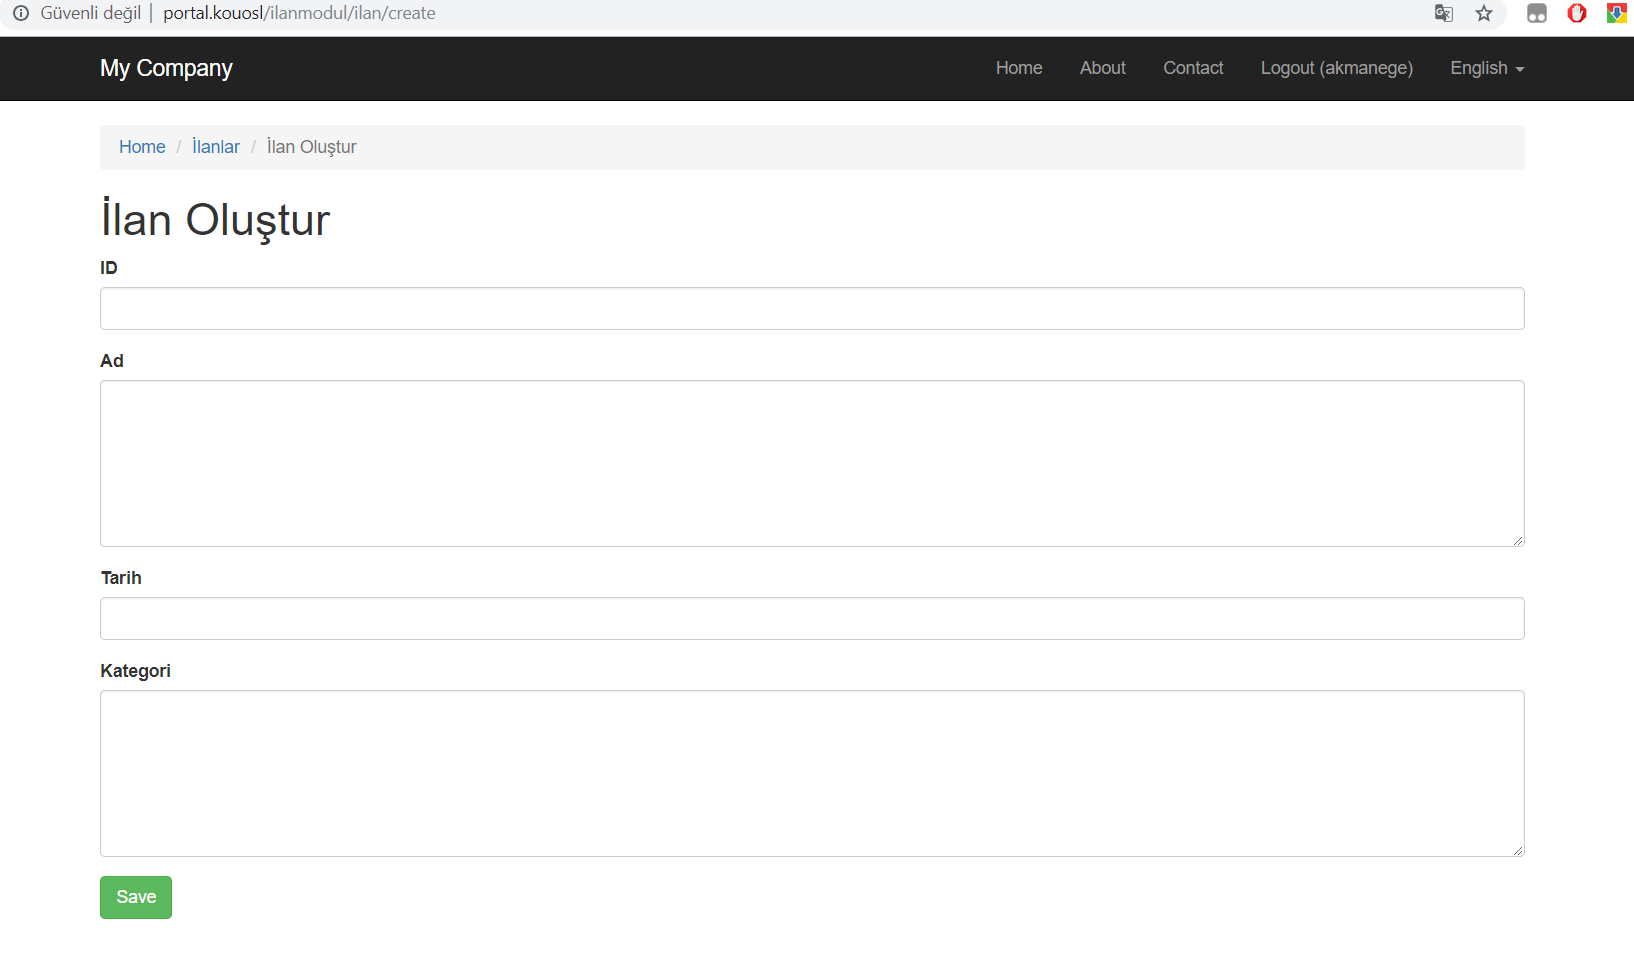 Güvenli değil | portal.kouosl/ilanmodul/ilan/create
My Company Home About Contact Logout (akmanege) English
Home / İlanlar / İlan Oluştur
İlan Oluştur
ID
Ad
Tarih
Kategori
Save